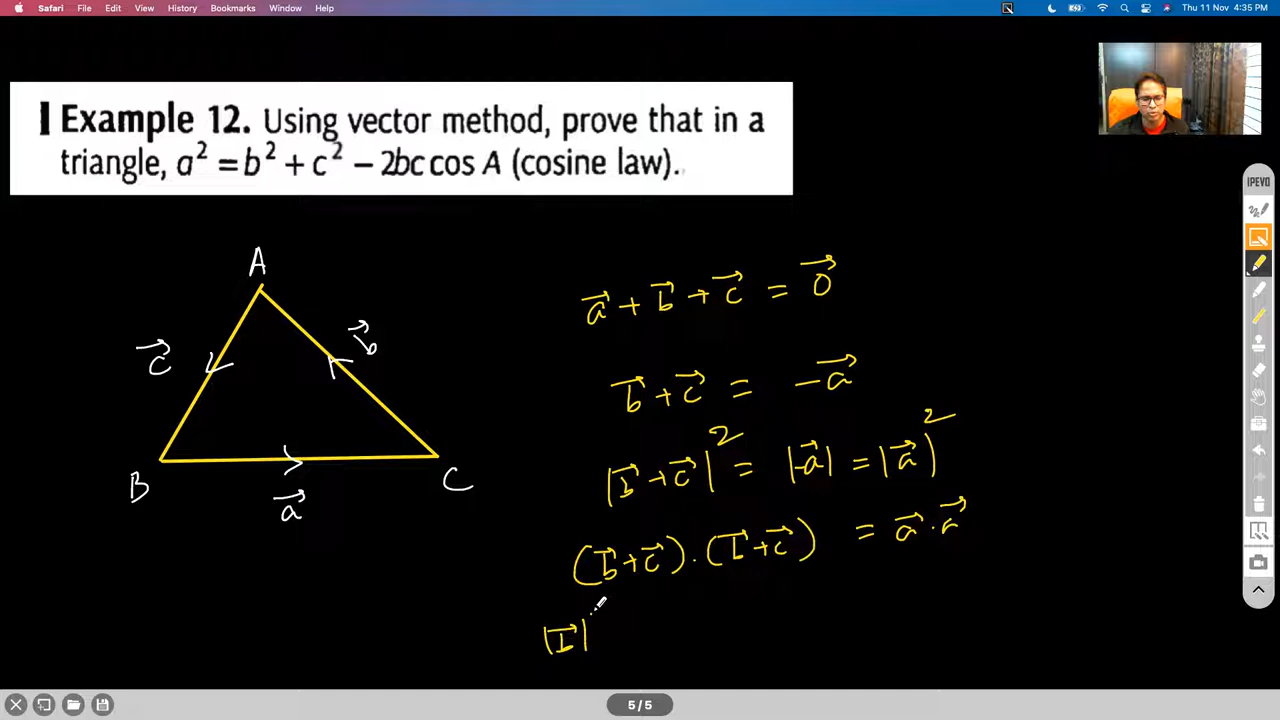 Safari File Edit View History Bookmarks Window Help Thu 11 Nov 4:35 PM
Example 12. Using vector method, prove that in a
triangle, a² = b² + c² − 2bc cos A (cosine law).
IPEVO
A
c⃗
b⃗
B
C
a⃗
a⃗ + b⃗ + c⃗ = 0⃗
b⃗ + c⃗ = −a⃗
|b⃗ + c⃗|² = |−a⃗| = |a⃗|²
(b⃗ + c⃗) · (b⃗ + c⃗) = a⃗ · a⃗
|b⃗|
5/5